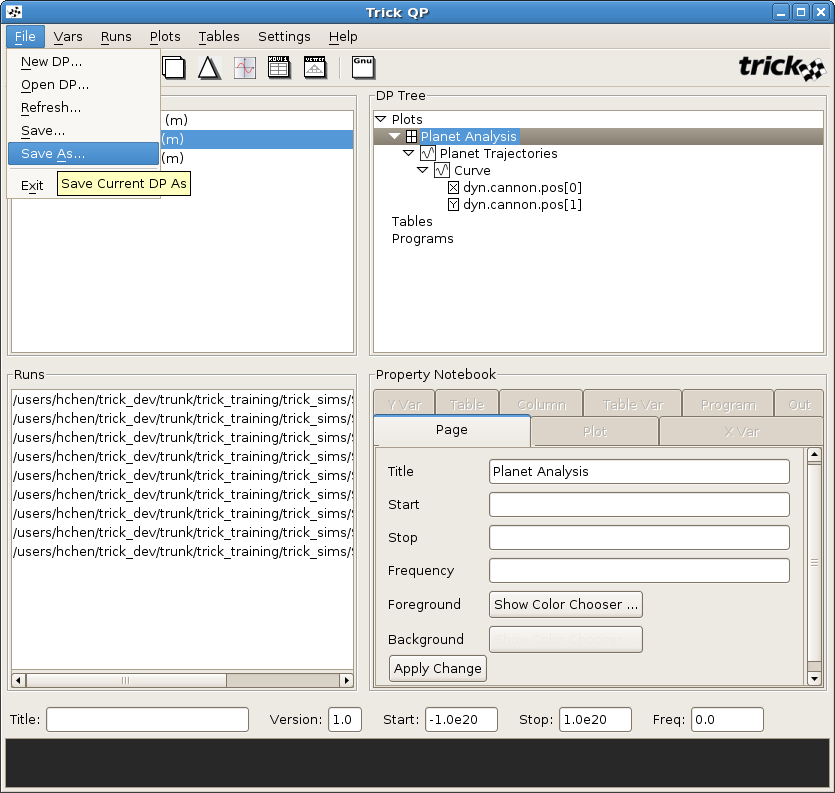 Trick QP
File Vars Runs Plots Tables Settings Help
New DP...
Open DP...
Refresh...
Save...
Save As...
Exit
Save Current DP As
Gnu
trick
(m)
(m)
(m)
DP Tree
Plots
Planet Analysis
Planet Trajectories
Curve
X dyn.cannon.pos[0]
Y dyn.cannon.pos[1]
Tables
Programs
Runs
/users/hchen/trick_dev/trunk/trick_training/trick_sims/
/users/hchen/trick_dev/trunk/trick_training/trick_sims/
/users/hchen/trick_dev/trunk/trick_training/trick_sims/
/users/hchen/trick_dev/trunk/trick_training/trick_sims/
/users/hchen/trick_dev/trunk/trick_training/trick_sims/
/users/hchen/trick_dev/trunk/trick_training/trick_sims/
/users/hchen/trick_dev/trunk/trick_training/trick_sims/
/users/hchen/trick_dev/trunk/trick_training/trick_sims/
/users/hchen/trick_dev/trunk/trick_training/trick_sims/
Property Notebook
Y Var Table Column Table Var Program Out
Page Plot X Var
Title Planet Analysis
Start
Stop
Frequency
Foreground Show Color Chooser ...
Background Show Color Chooser ...
Apply Change
Title: Version: 1.0 Start: -1.0e20 Stop: 1.0e20 Freq: 0.0